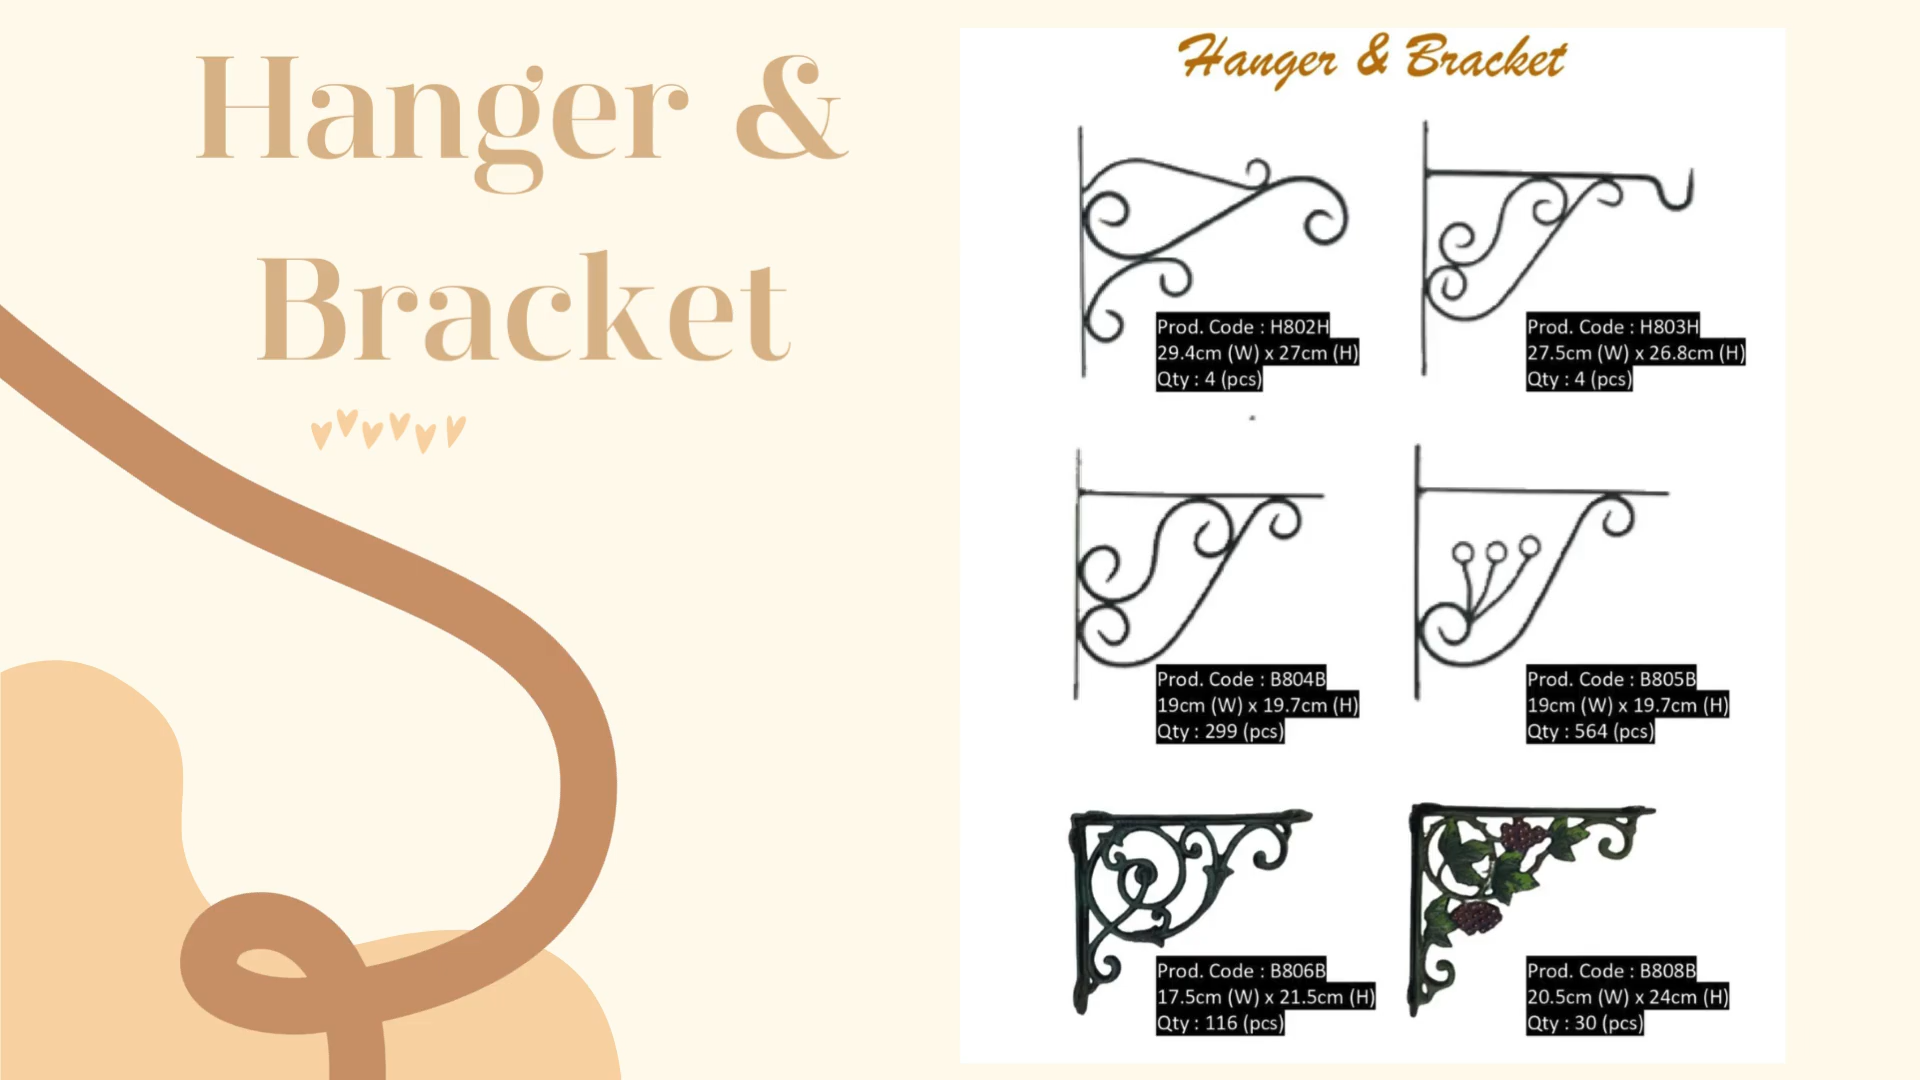 Hanger &
Bracket
Hanger & Bracket
Prod. Code : H802H
29.4cm (W) x 27cm (H)
Qty : 4 (pcs)
Prod. Code : H803H
27.5cm (W) x 26.8cm (H)
Qty : 4 (pcs)
Prod. Code : B804B
19cm (W) x 19.7cm (H)
Qty : 299 (pcs)
Prod. Code : B805B
19cm (W) x 19.7cm (H)
Qty : 564 (pcs)
Prod. Code : B806B
17.5cm (W) x 21.5cm (H)
Qty : 116 (pcs)
Prod. Code : B808B
20.5cm (W) x 24cm (H)
Qty : 30 (pcs)